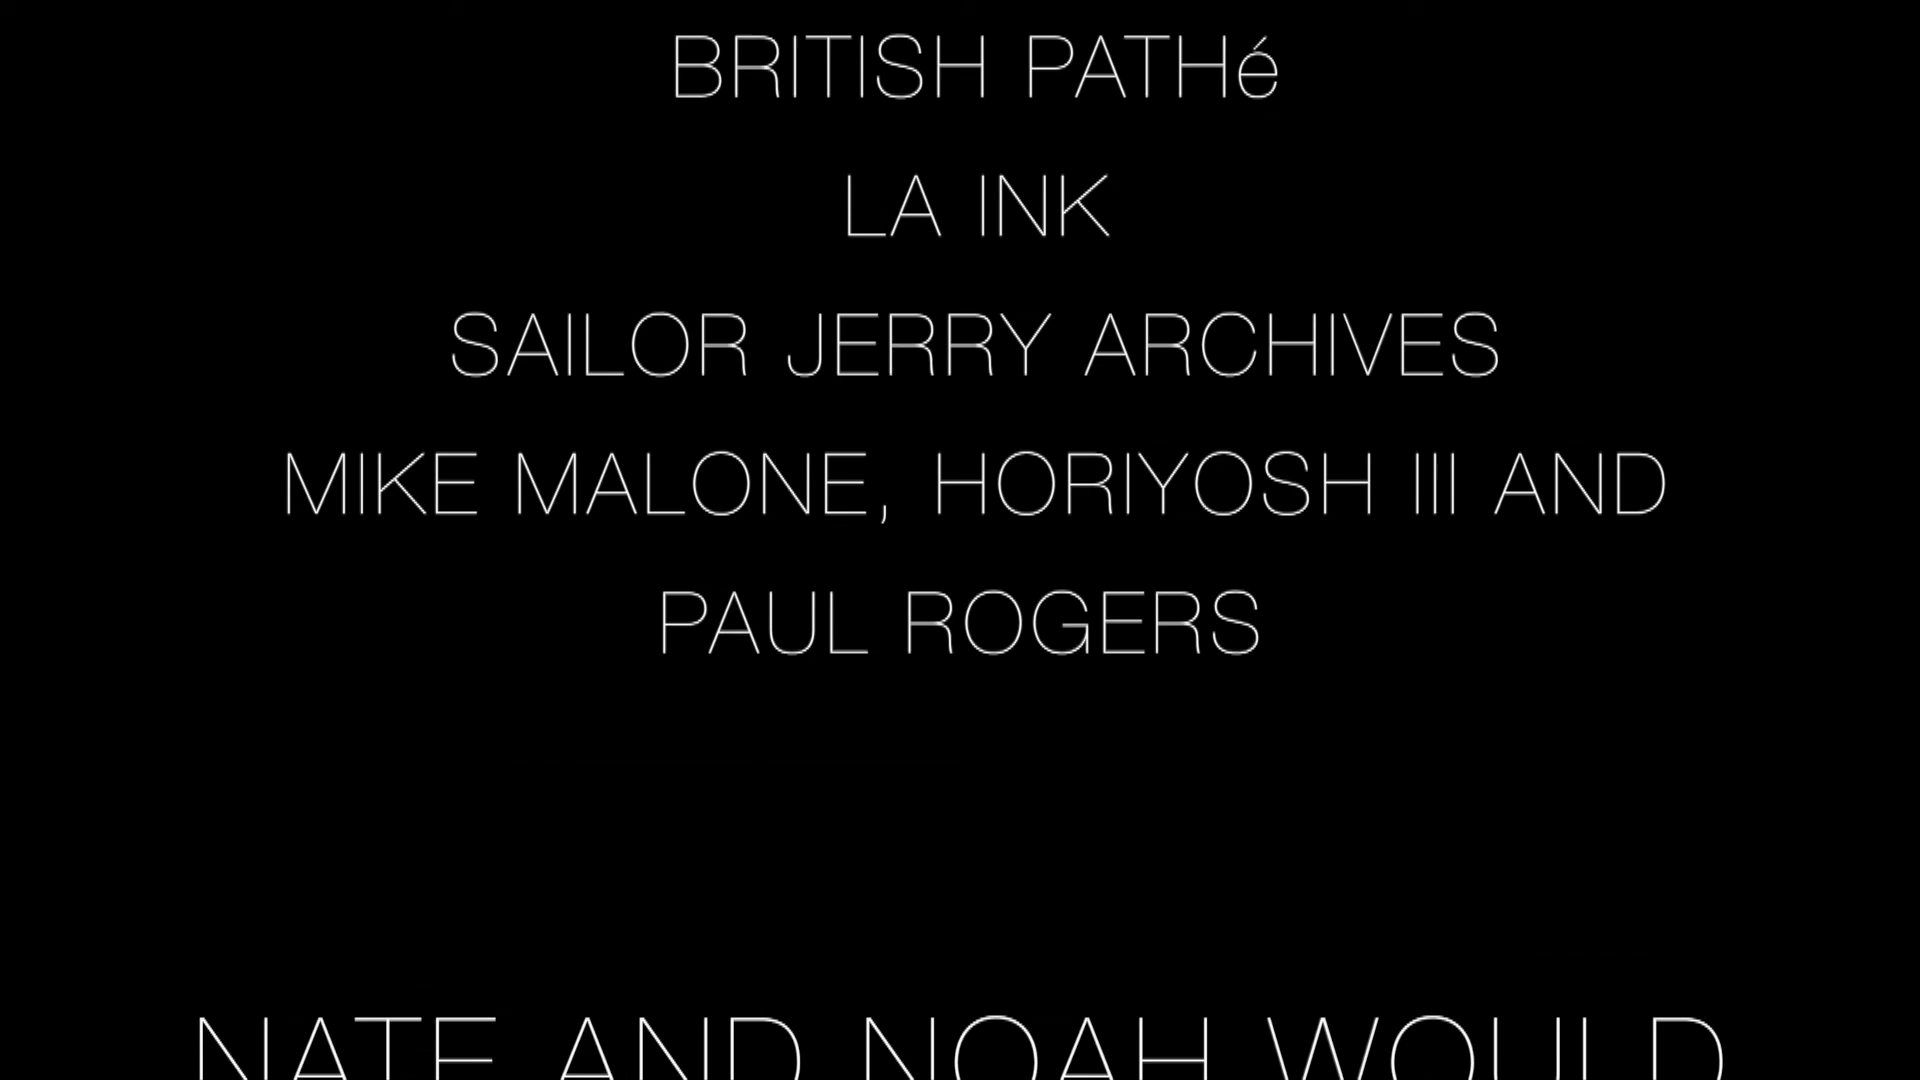 BRITISH PATHé
LA INK
SAILOR JERRY ARCHIVES
MIKE MALONE, HORIYOSH III AND
PAUL ROGERS
NATE AND NOAH WOULD